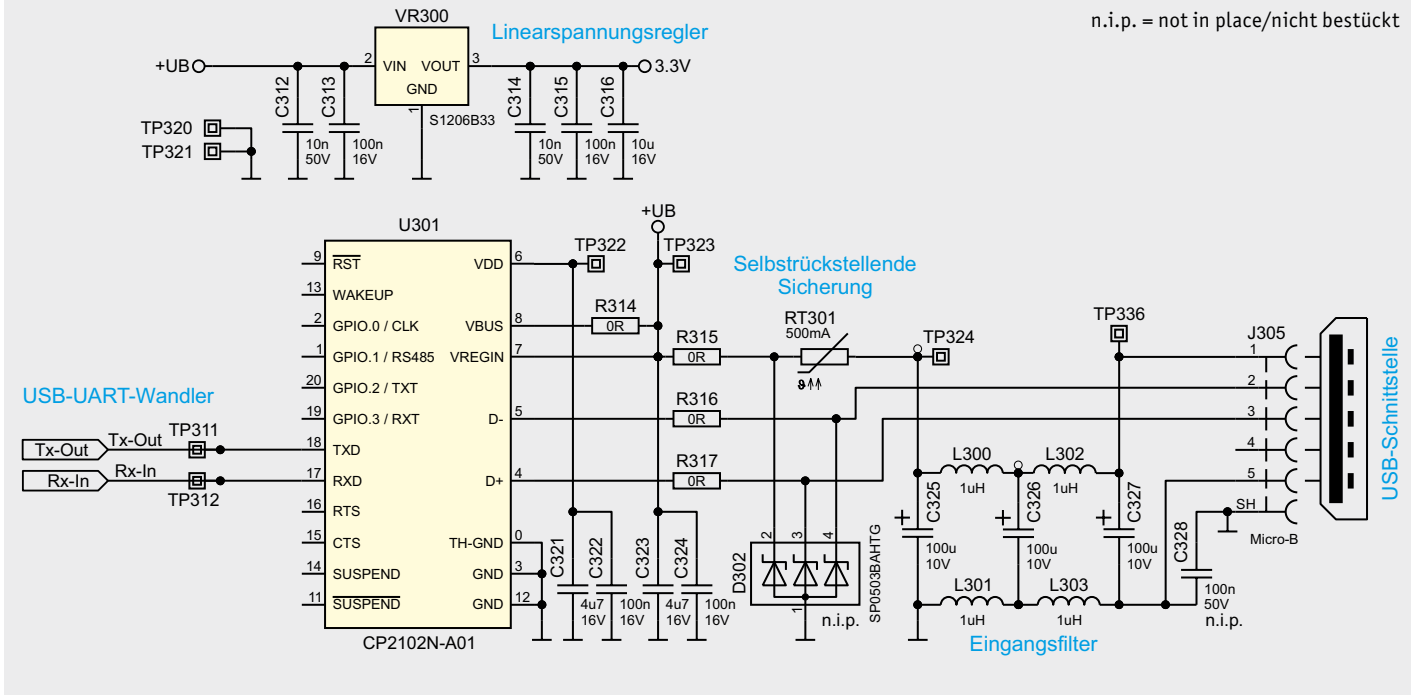 n.i.p. = not in place/nicht bestückt
VR300
Linearspannungsregler
+UB
2
VIN
VOUT
3
3.3V
GND
1
S1206B33
C312
10n
50V
C313
100n
16V
C314
10n
50V
C315
100n
16V
C316
10u
16V
TP320
TP321
U301
9
RST
13
WAKEUP
2
GPIO.0 / CLK
1
GPIO.1 / RS485
20
GPIO.2 / TXT
19
GPIO.3 / RXT
18
TXD
17
RXD
16
RTS
15
CTS
14
SUSPEND
11
SUSPEND
VDD
6
VBUS
8
VREGIN
7
D-
5
D+
4
TH-GND
0
GND
3
GND
12
CP2102N-A01
USB-UART-Wandler
Tx-Out
Tx-Out
TP311
Rx-In
Rx-In
TP312
+UB
TP322
TP323
R314
0R
R315
0R
R316
0R
R317
0R
Selbstrückstellende
Sicherung
RT301
500mA
ϑ
TP324
TP336
C321
4u7
16V
C322
100n
16V
C323
4u7
16V
C324
100n
16V
D302
2
3
4
1
n.i.p.
SP0503BAHTG
L300
1uH
L302
1uH
C325
+
100u
10V
C326
+
100u
10V
C327
+
100u
10V
L301
1uH
L303
1uH
Eingangsfilter
C328
100n
50V
n.i.p.
J305
1
2
3
4
5
SH
Micro-B
USB-Schnittstelle